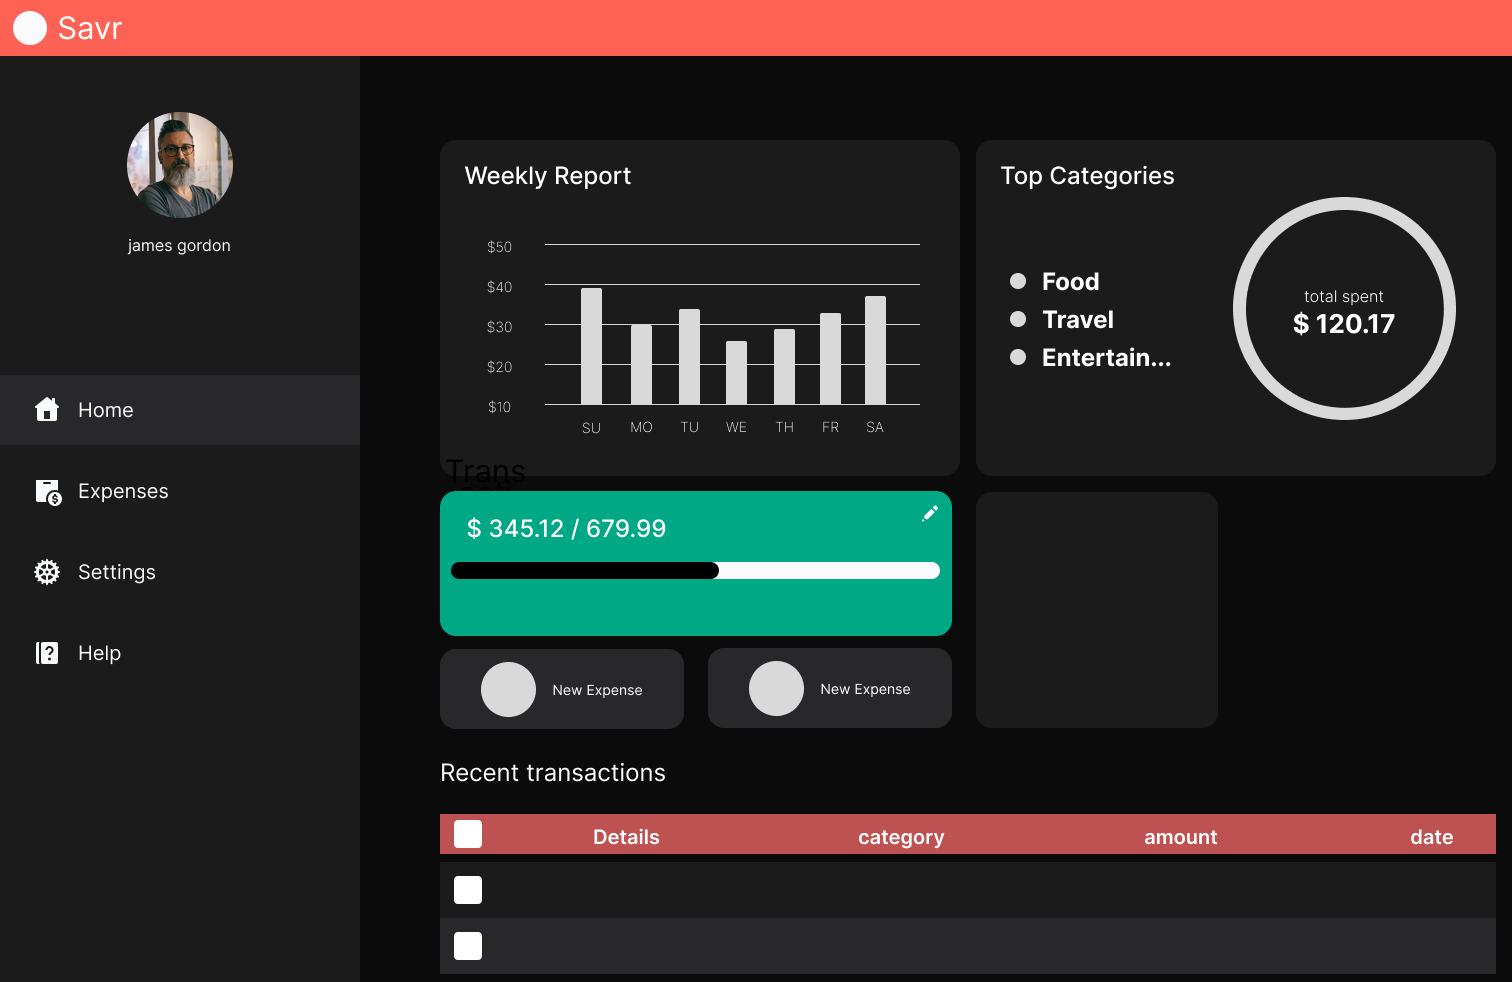 Savr
james gordon
Home
Expenses
Settings
Help
Weekly Report
$50
$40
$30
$20
$10
SU MO TU WE TH FR SA
Top Categories
Food
Travel
Entertain...
total spent
$ 120.17
Trans
$ 345.12 / 679.99
New Expense
New Expense
Recent transactions
Details category amount date